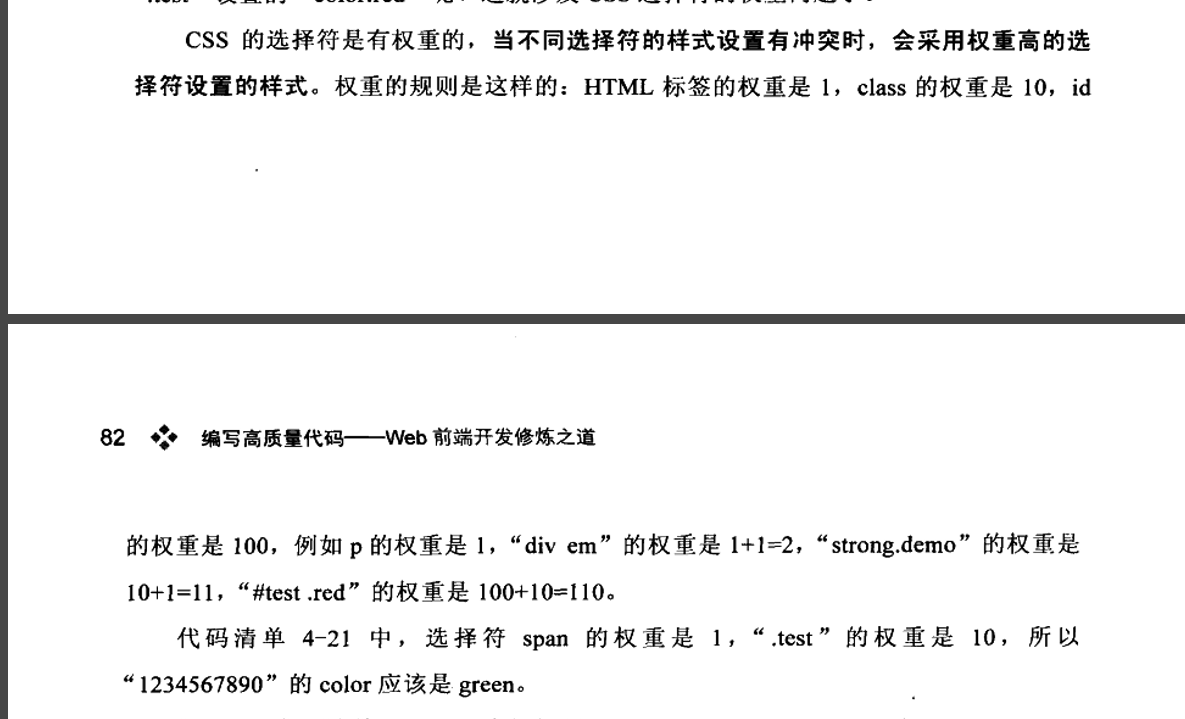 CSS 的选择符是有权重的，当不同选择符的样式设置有冲突时，会采用权重高的选
择符设置的样式。权重的规则是这样的：HTML 标签的权重是 1，class 的权重是 10，id
82 编写高质量代码——Web 前端开发修炼之道
的权重是 100，例如 p 的权重是 1，“div em”的权重是 1+1=2，“strong.demo”的权重是
10+1=11，“#test .red”的权重是 100+10=110。
代码清单 4-21 中，选择符 span 的权重是 1，“.test”的权重是 10，所以
“1234567890”的 color 应该是 green。